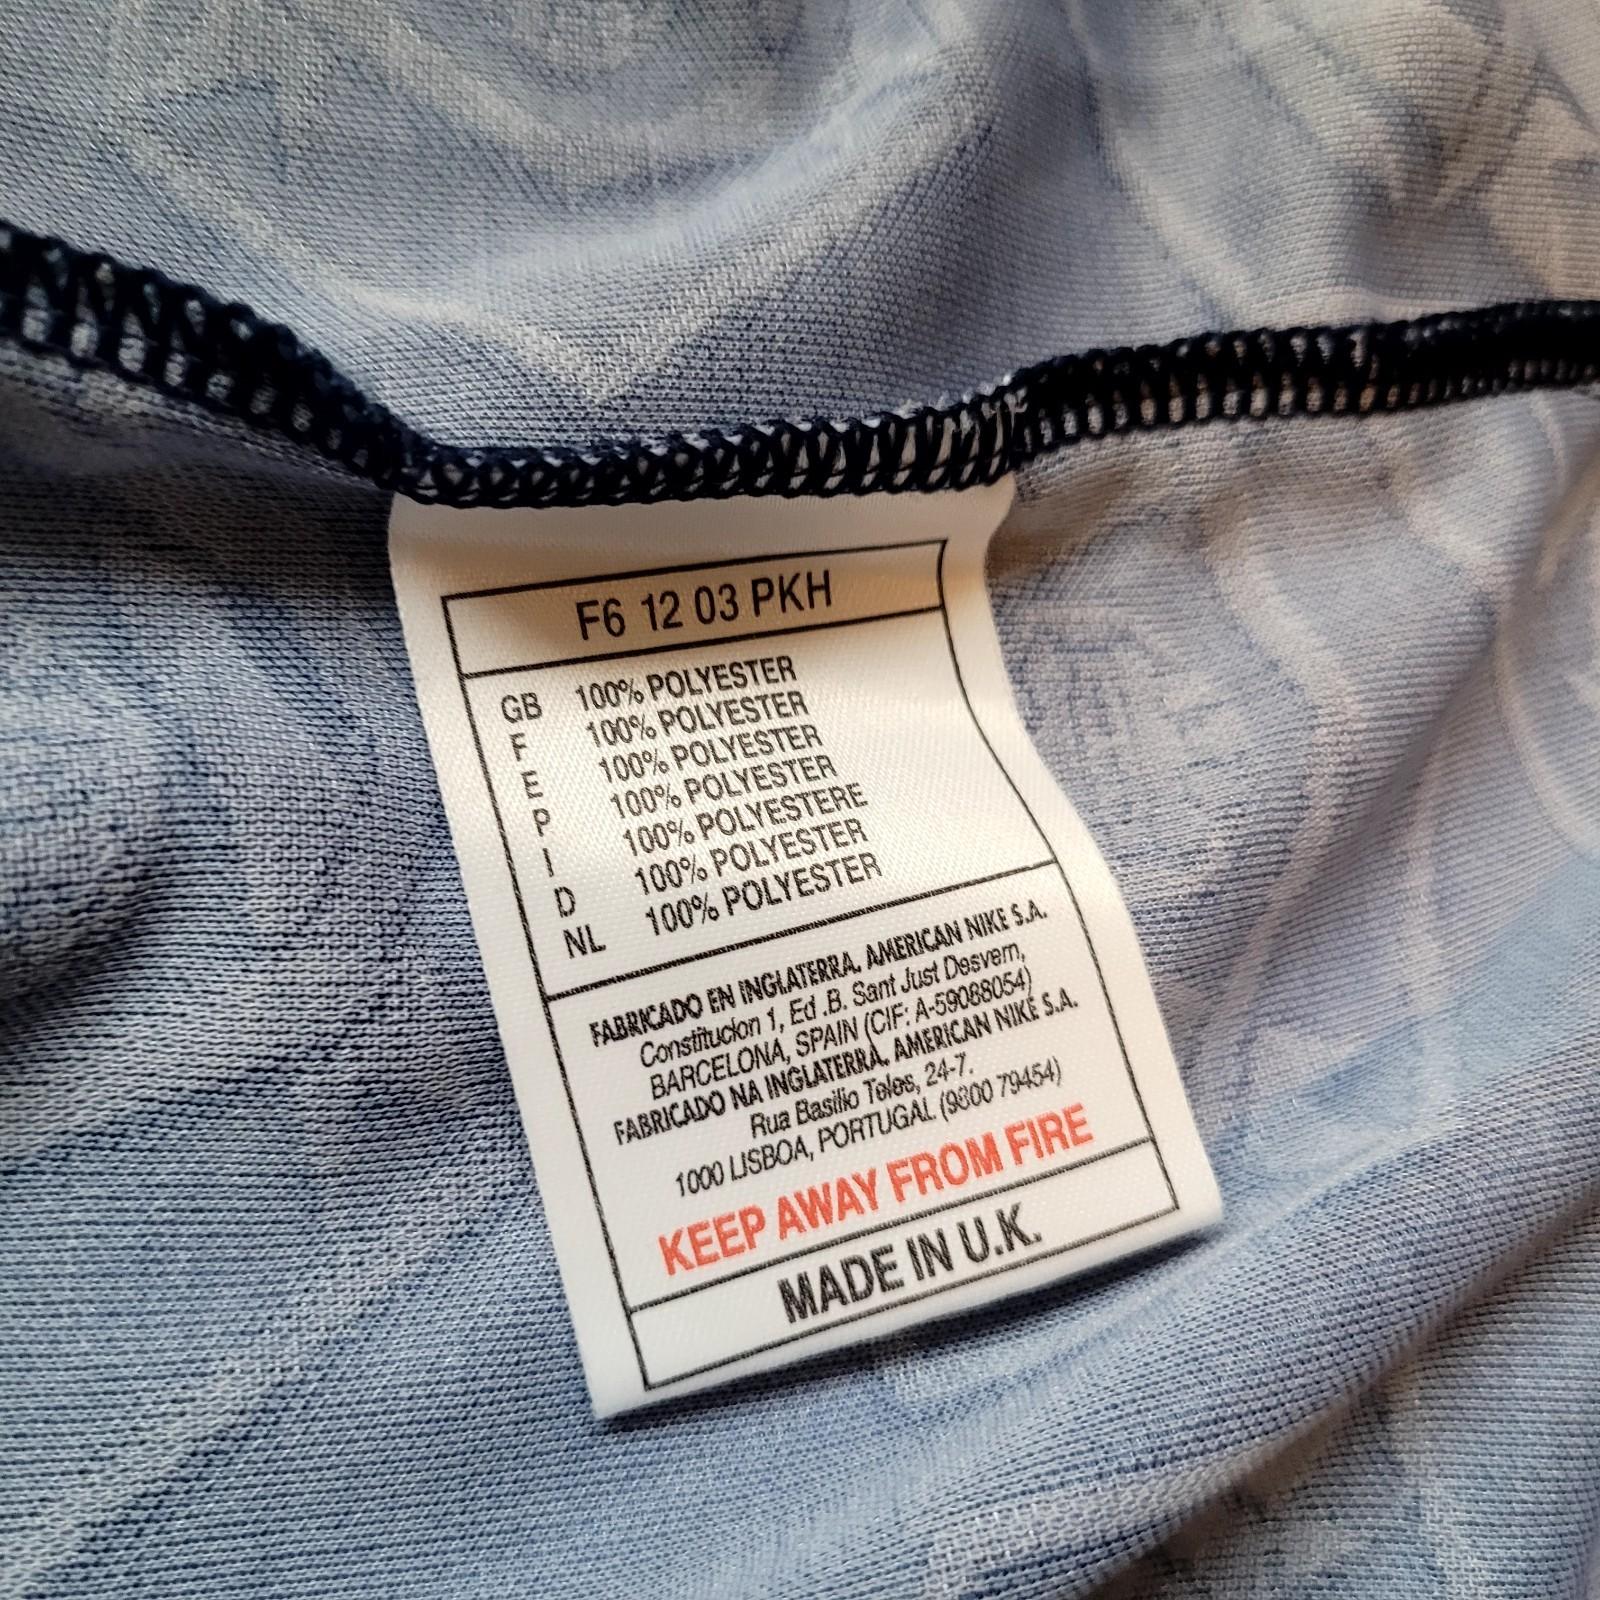 F6 12 03 PKH
GB 100% POLYESTER
F 100% POLYESTER
E 100% POLYESTER
P 100% POLYESTER
I 100% POLYESTERE
D 100% POLYESTER
NL 100% POLYESTER
FABRICADO EN INGLATERRA. AMERICAN NIKE S.A.
Constitucion 1, Ed .B. Sant Just Desvern,
BARCELONA, SPAIN (CIF: A-59088054)
FABRICADO NA INGLATERRA. AMERICAN NIKE S.A.
Rua Basilio Teles, 24-7.
1000 LISBOA, PORTUGAL (9800 79454)
KEEP AWAY FROM FIRE
MADE IN U.K.